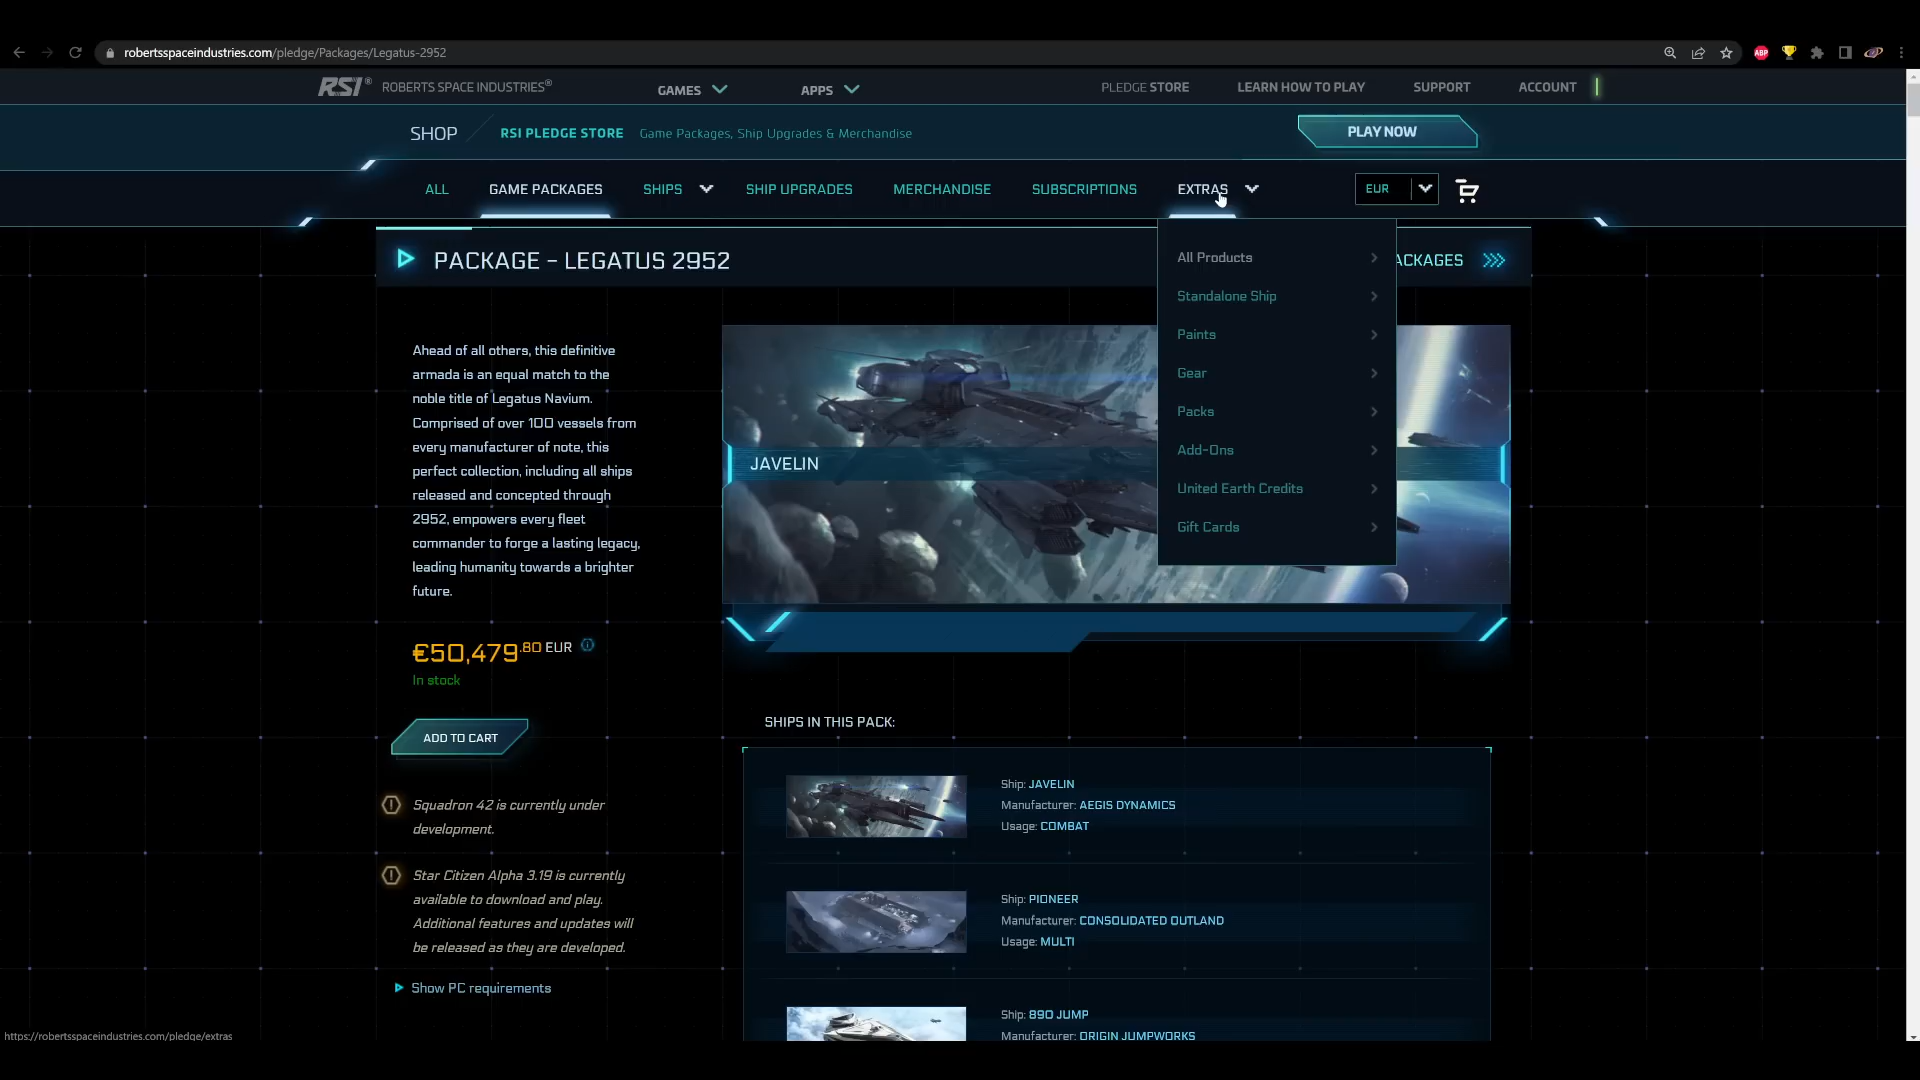 robertsspaceindustries.com/pledge/Packages/Legatus-2952
ABP
RSI® ROBERTS SPACE INDUSTRIES®
GAMES
APPS
PLEDGE STORE
LEARN HOW TO PLAY
SUPPORT
ACCOUNT
SHOP
RSI PLEDGE STORE
Game Packages, Ship Upgrades & Merchandise
PLAY NOW
ALL
GAME PACKAGES
SHIPS
SHIP UPGRADES
MERCHANDISE
SUBSCRIPTIONS
EXTRAS
EUR
PACKAGE - LEGATUS 2952
ACKAGES
All Products
Standalone Ship
Paints
Gear
Packs
Add-Ons
United Earth Credits
Gift Cards
Ahead of all others, this definitive
armada is an equal match to the
noble title of Legatus Navium.
Comprised of over 100 vessels from
every manufacturer of note, this
perfect collection, including all ships
released and concepted through
2952, empowers every fleet
commander to forge a lasting legacy,
leading humanity towards a brighter
future.
JAVELIN
€50,479.80 EUR
In stock
ADD TO CART
Squadron 42 is currently under
development.
Star Citizen Alpha 3.19 is currently
available to download and play.
Additional features and updates will
be released as they are developed.
Show PC requirements
SHIPS IN THIS PACK:
Ship: JAVELIN
Manufacturer: AEGIS DYNAMICS
Usage: COMBAT
Ship: PIONEER
Manufacturer: CONSOLIDATED OUTLAND
Usage: MULTI
Ship: 890 JUMP
Manufacturer: ORIGIN JUMPWORKS
https://robertsspaceindustries.com/pledge/extras